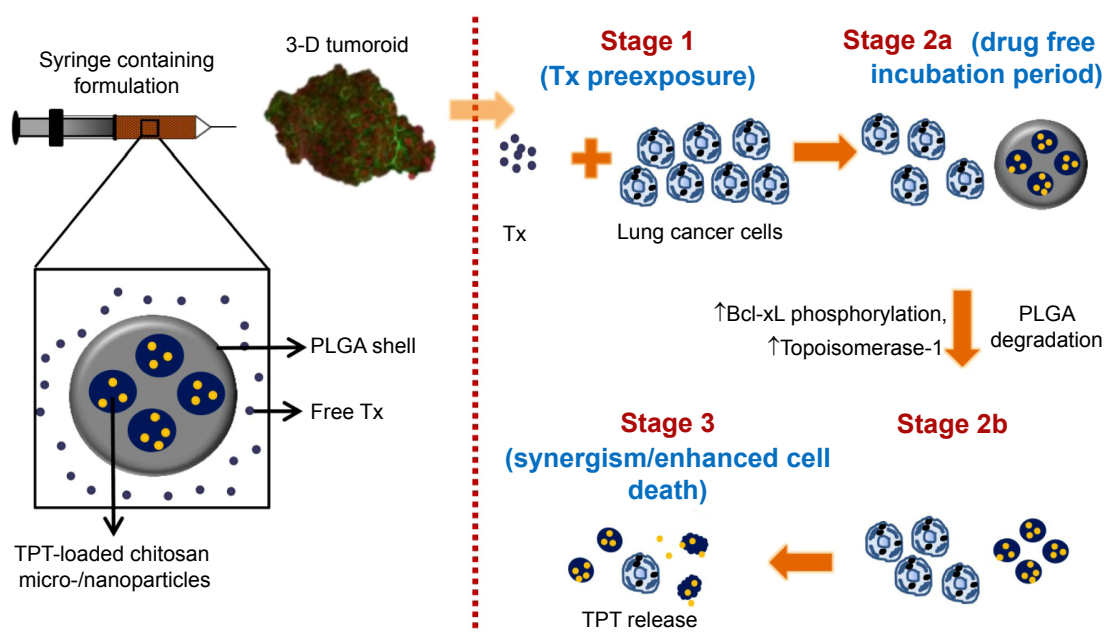 Syringe containing
formulation
3-D tumoroid
PLGA shell
Free Tx
TPT-loaded chitosan
micro-/nanoparticles
Stage 1
(Tx preexposure)
Tx
Lung cancer cells
Stage 2a (drug free
incubation period)
↑Bcl-xL phosphorylation,
↑Topoisomerase-1
PLGA
degradation
Stage 2b
Stage 3
(synergism/enhanced cell
death)
TPT release